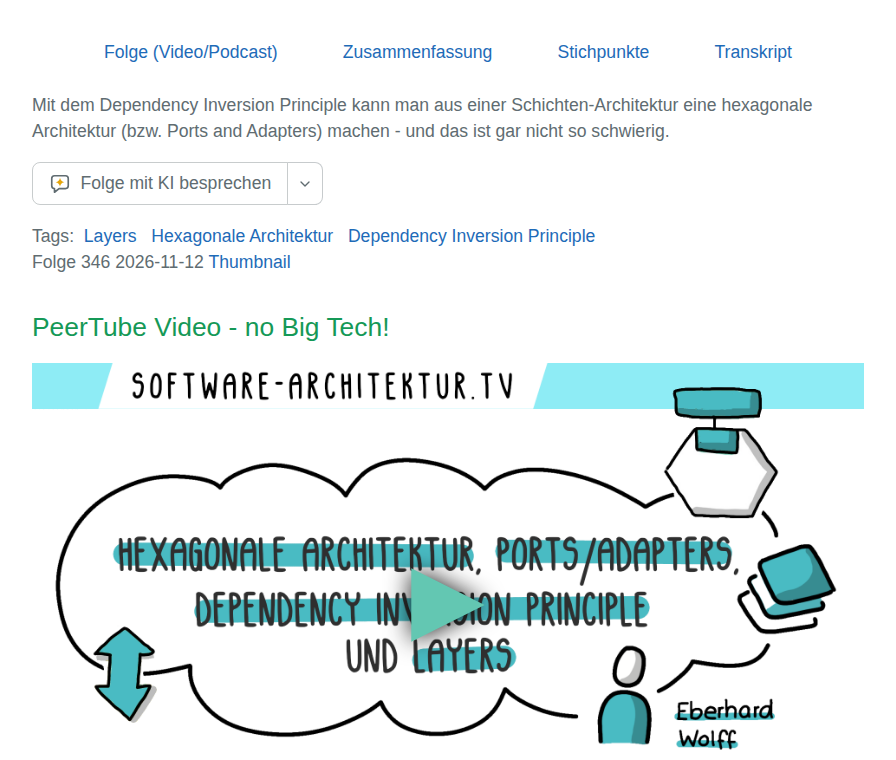 Folge (Video/Podcast) Zusammenfassung Stichpunkte Transkript
Mit dem Dependency Inversion Principle kann man aus einer Schichten-Architektur eine hexagonale
Architektur (bzw. Ports and Adapters) machen - und das ist gar nicht so schwierig.
Folge mit KI besprechen
Tags: Layers Hexagonale Architektur Dependency Inversion Principle
Folge 346 2026-11-12 Thumbnail
PeerTube Video - no Big Tech!
SOFTWARE-ARCHITEKTUR.TV
HEXAGONALE ARCHITEKTUR, PORTS/ADAPTERS,
DEPENDENCY INVERSION PRINCIPLE
UND LAYERS
Eberhard
Wolff